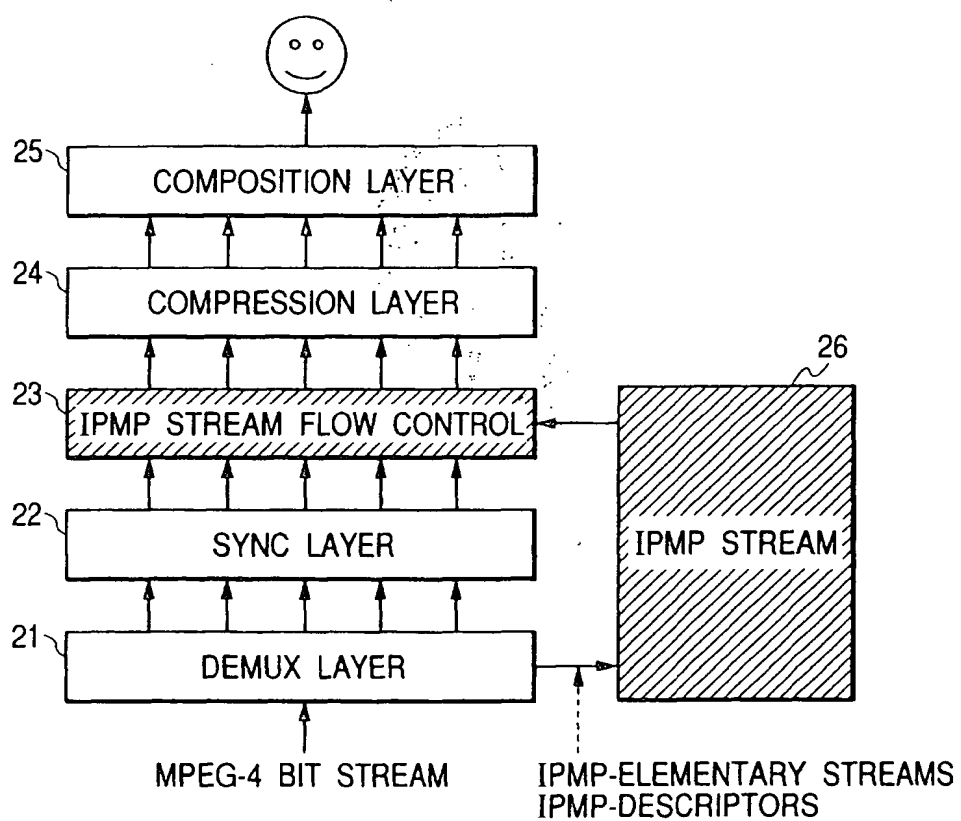 25
COMPOSITION LAYER
24
COMPRESSION LAYER
26
23
IPMP STREAM FLOW CONTROL
22
SYNC LAYER
IPMP STREAM
21
DEMUX LAYER
MPEG-4 BIT STREAM
IPMP-ELEMENTARY STREAMS
IPMP-DESCRIPTORS